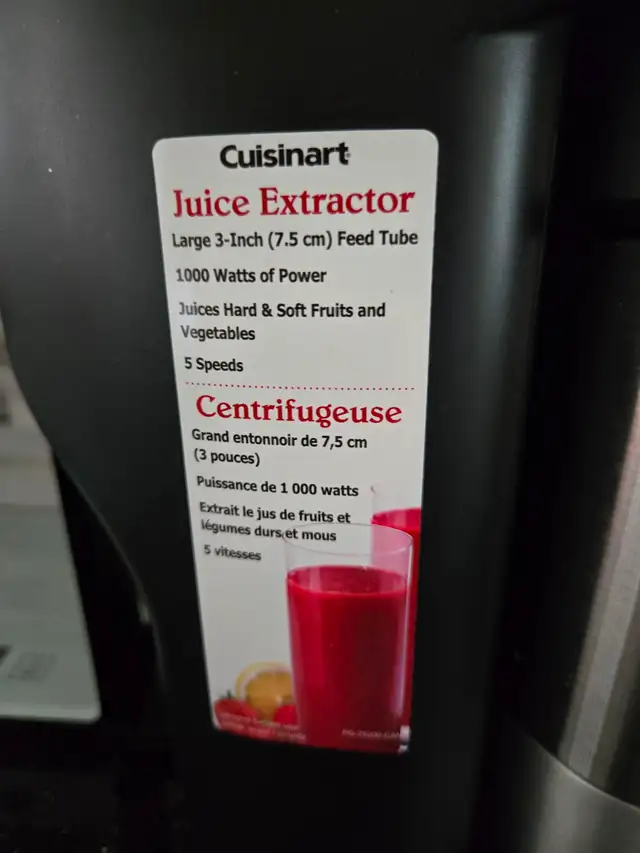 Cuisinart
Juice Extractor
Large 3-Inch (7.5 cm) Feed Tube
1000 Watts of Power
Juices Hard & Soft Fruits and
Vegetables
5 Speeds
Centrifugeuse
Grand entonnoir de 7,5 cm
(3 pouces)
Puissance de 1 000 watts
Extrait le jus de fruits et
légumes durs et mous
5 vitesses